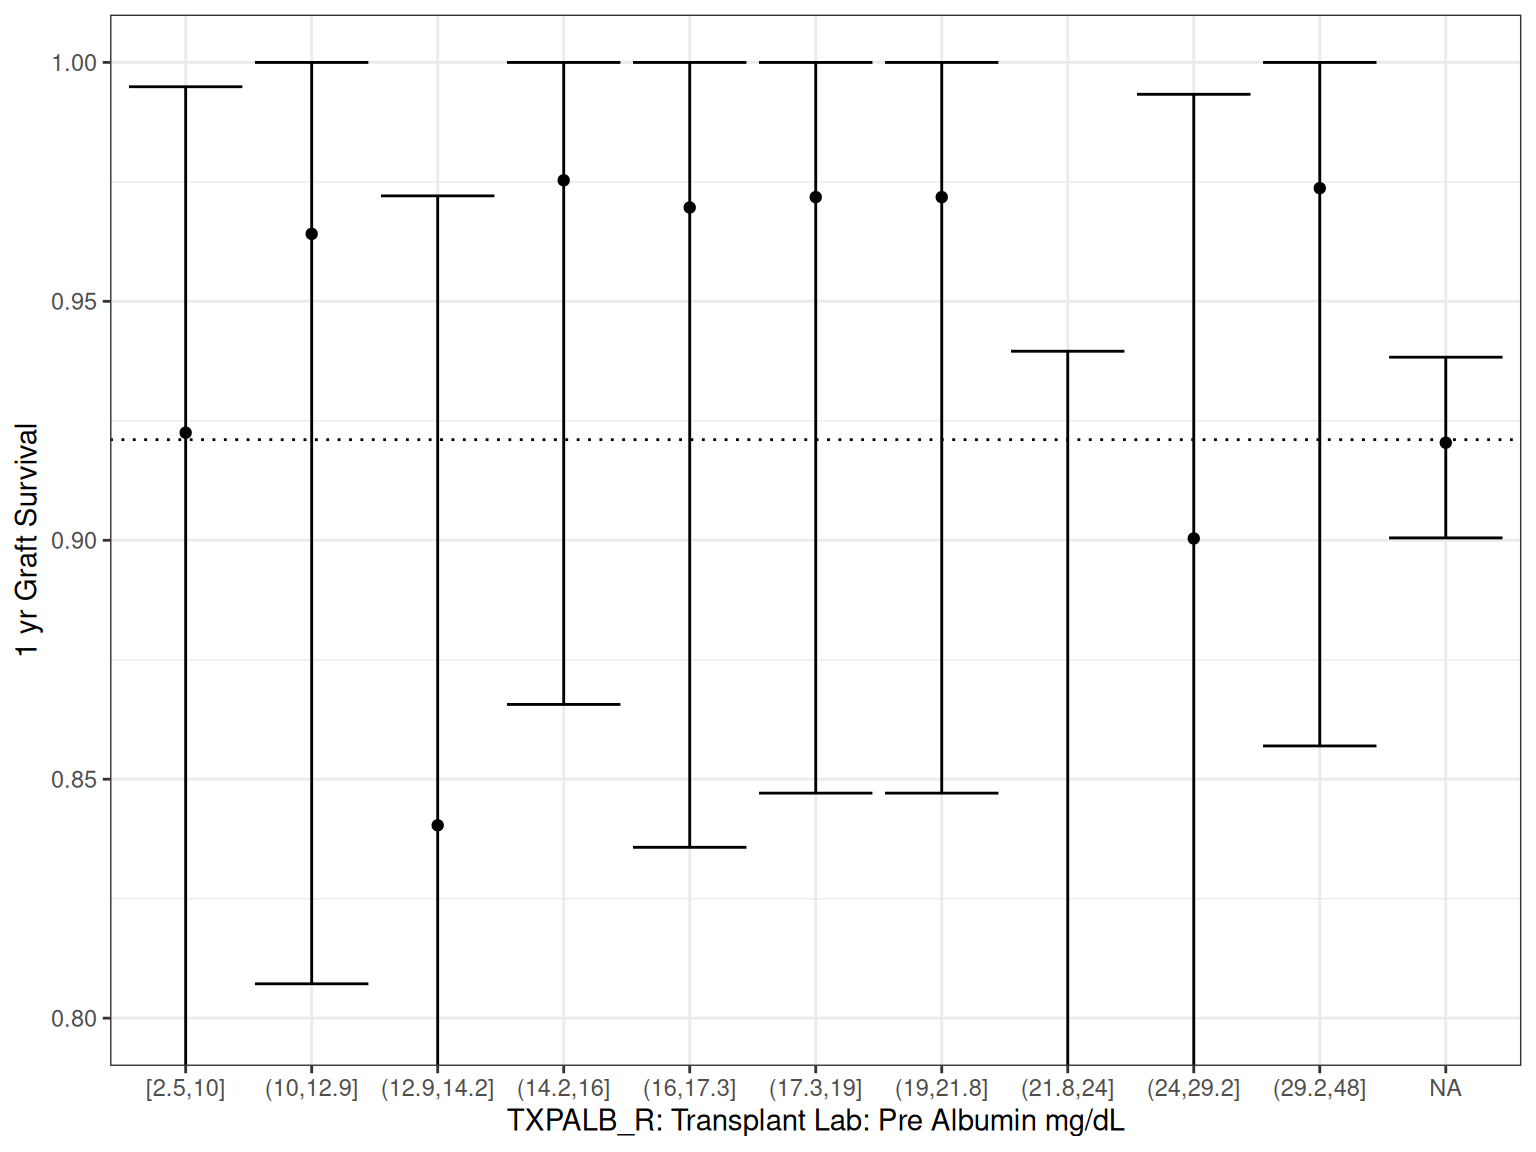 1 yr Graft Survival
1.00
0.95
0.90
0.85
0.80
[2.5,10] (10,12.9] (12.9,14.2] (14.2,16] (16,17.3] (17.3,19] (19,21.8] (21.8,24] (24,29.2] (29.2,48] NA
TXPALB_R: Transplant Lab: Pre Albumin mg/dL